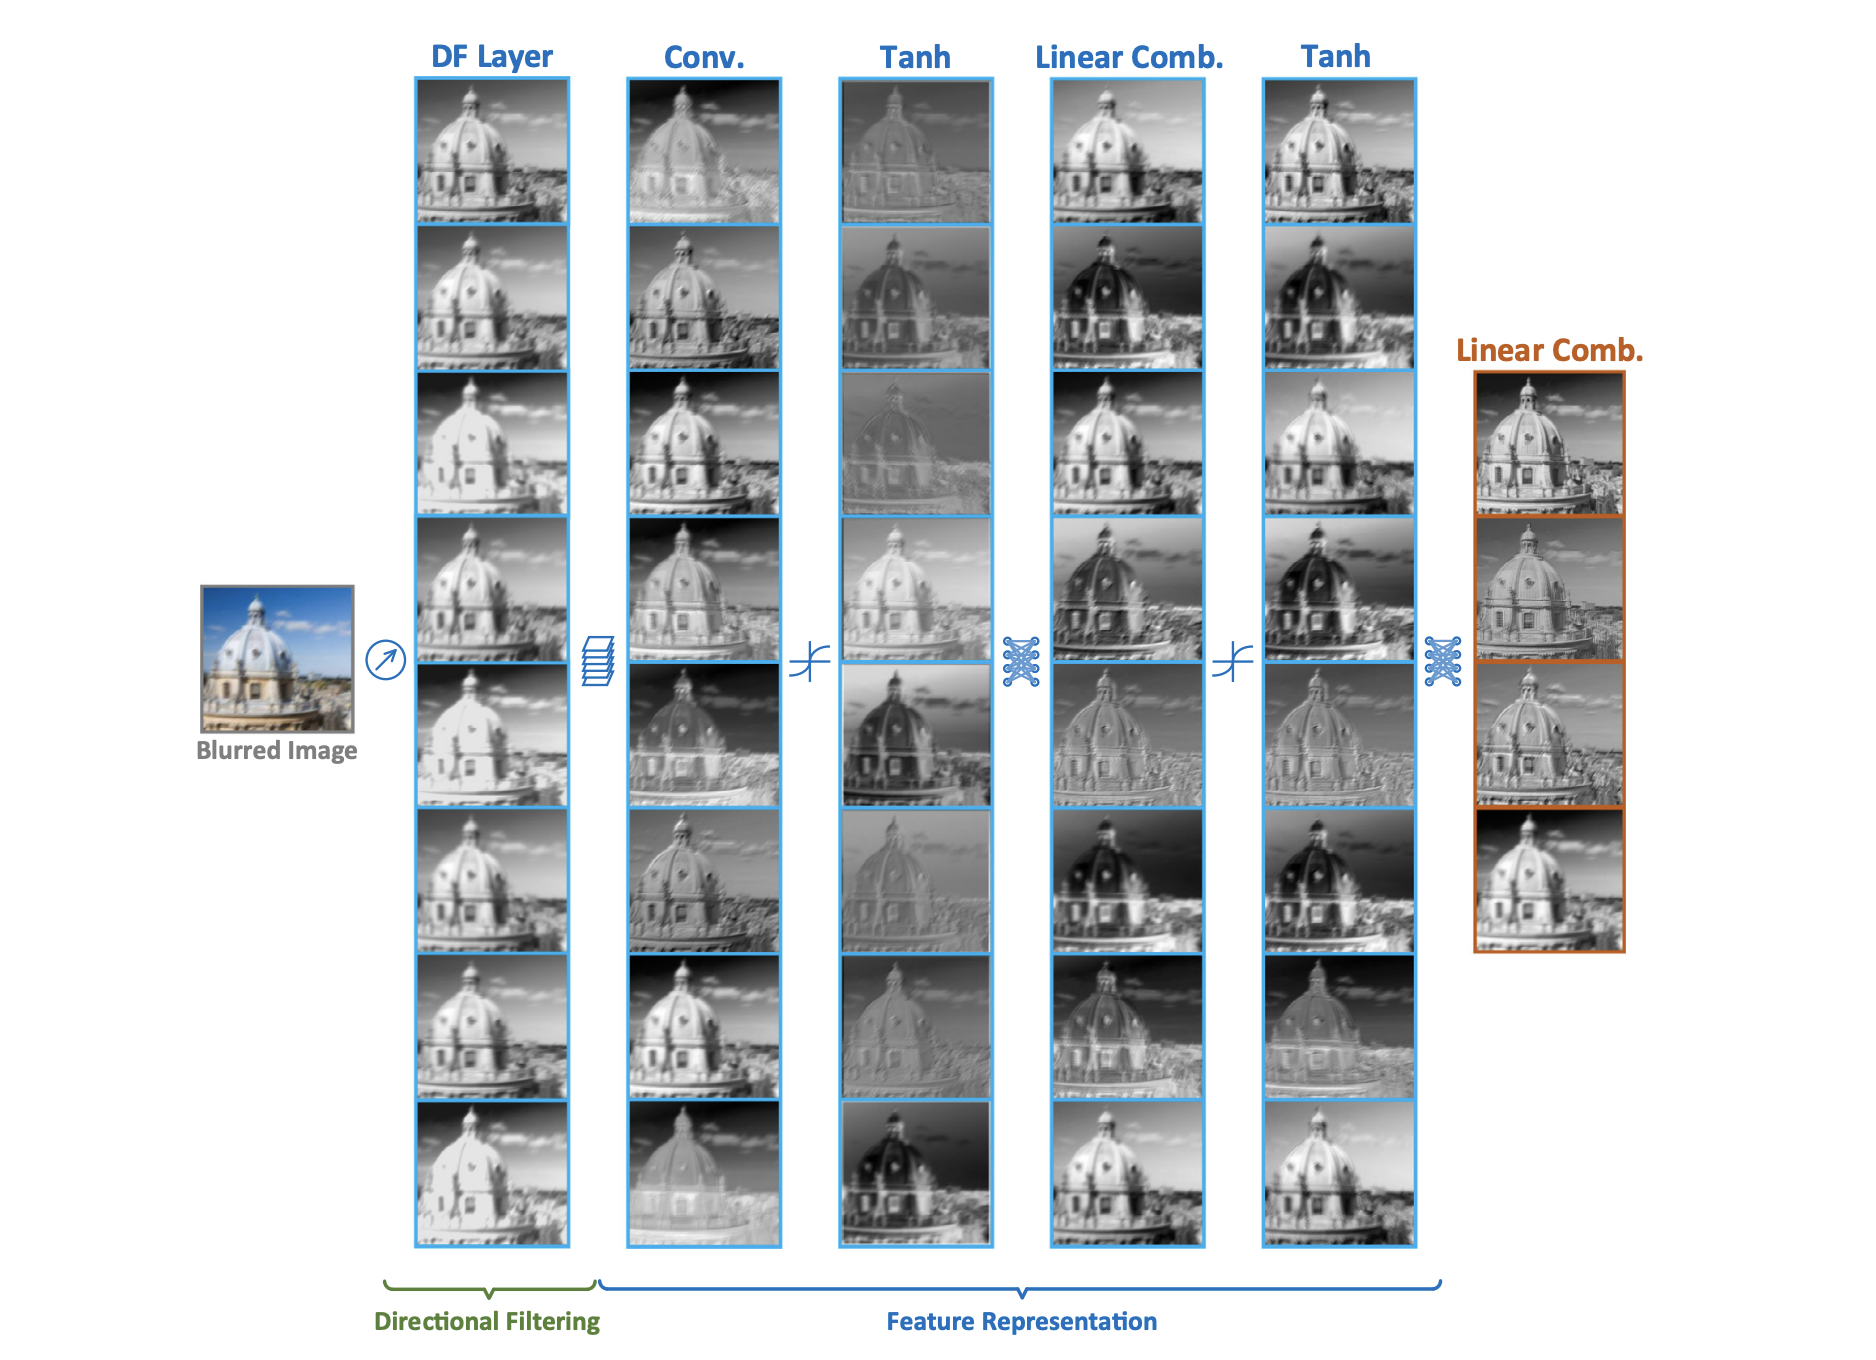 DF Layer
Conv.
Tanh
Linear Comb.
Tanh
Linear Comb.
Blurred Image
Directional Filtering
Feature Representation